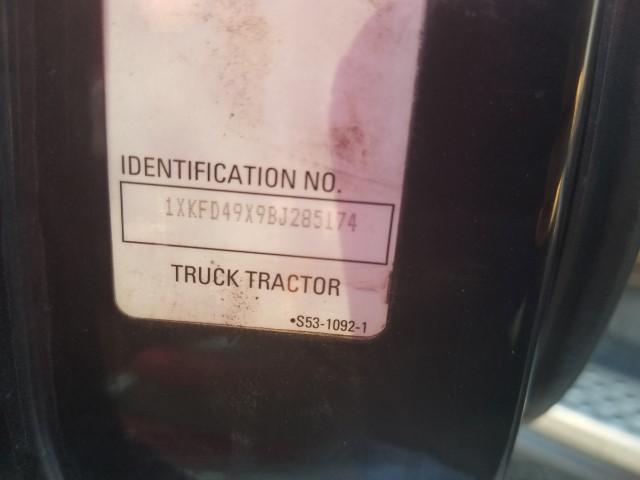 IDENTIFICATION NO.
1XKFD49X9BJ285174
TRUCK TRACTOR
•S53-1092-1